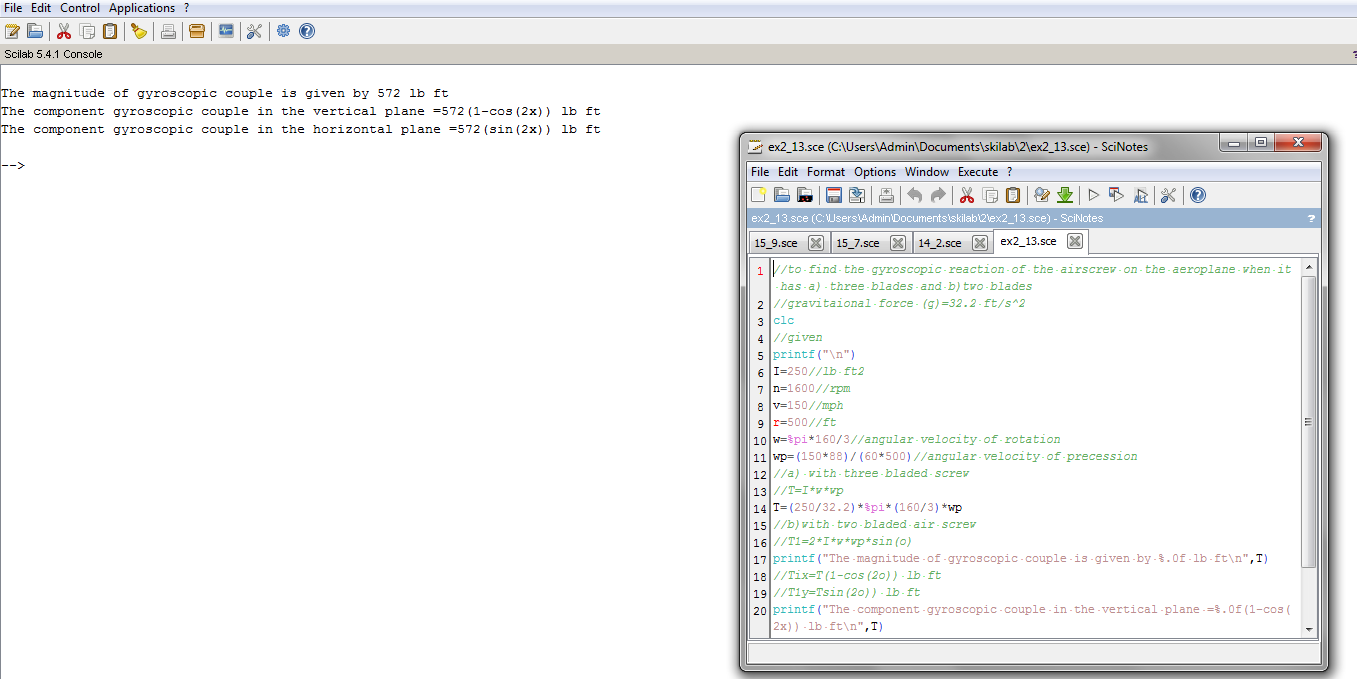 File Edit Control Applications ?
Scilab 5.4.1 Console
?
The magnitude of gyroscopic couple is given by 572 lb ft
The component gyroscopic couple in the vertical plane =572(1-cos(2x)) lb ft
The component gyroscopic couple in the horizontal plane =572(sin(2x)) lb ft
-->
ex2_13.sce (C:\Users\Admin\Documents\skilab\2\ex2_13.sce) - SciNotes
File Edit Format Options Window Execute ?
ex2_13.sce (C:\Users\Admin\Documents\skilab\2\ex2_13.sce) - SciNotes ?
15_9.sce 15_7.sce 14_2.sce ex2_13.sce
1 //to find the gyroscopic reaction of the airscrew on the aeroplane when it
has a) three blades and b)two blades
2 //gravitaional force (g)=32.2 ft/s^2
3 clc
4 //given
5 printf("\n")
6 I=250//lb ft2
7 n=1600//rpm
8 v=150//mph
9 r=500//ft
10 w=%pi*160/3//angular velocity of rotation
11 wp=(150*88)/(60*500)//angular velocity of precession
12 //a) with three bladed screw
13 //T=I*w*wp
14 T=(250/32.2)*%pi*(160/3)*wp
15 //b)with two bladed air screw
16 //T1=2*I*w*wp*sin(o)
17 printf("The magnitude of gyroscopic couple is given by %.0f lb ft\n",T)
18 //Tix=T(1-cos(2o)) lb ft
19 //T1y=Tsin(2o)) lb ft
20 printf("The component gyroscopic couple in the vertical plane =%.0f(1-cos(
2x)) lb ft\n",T)